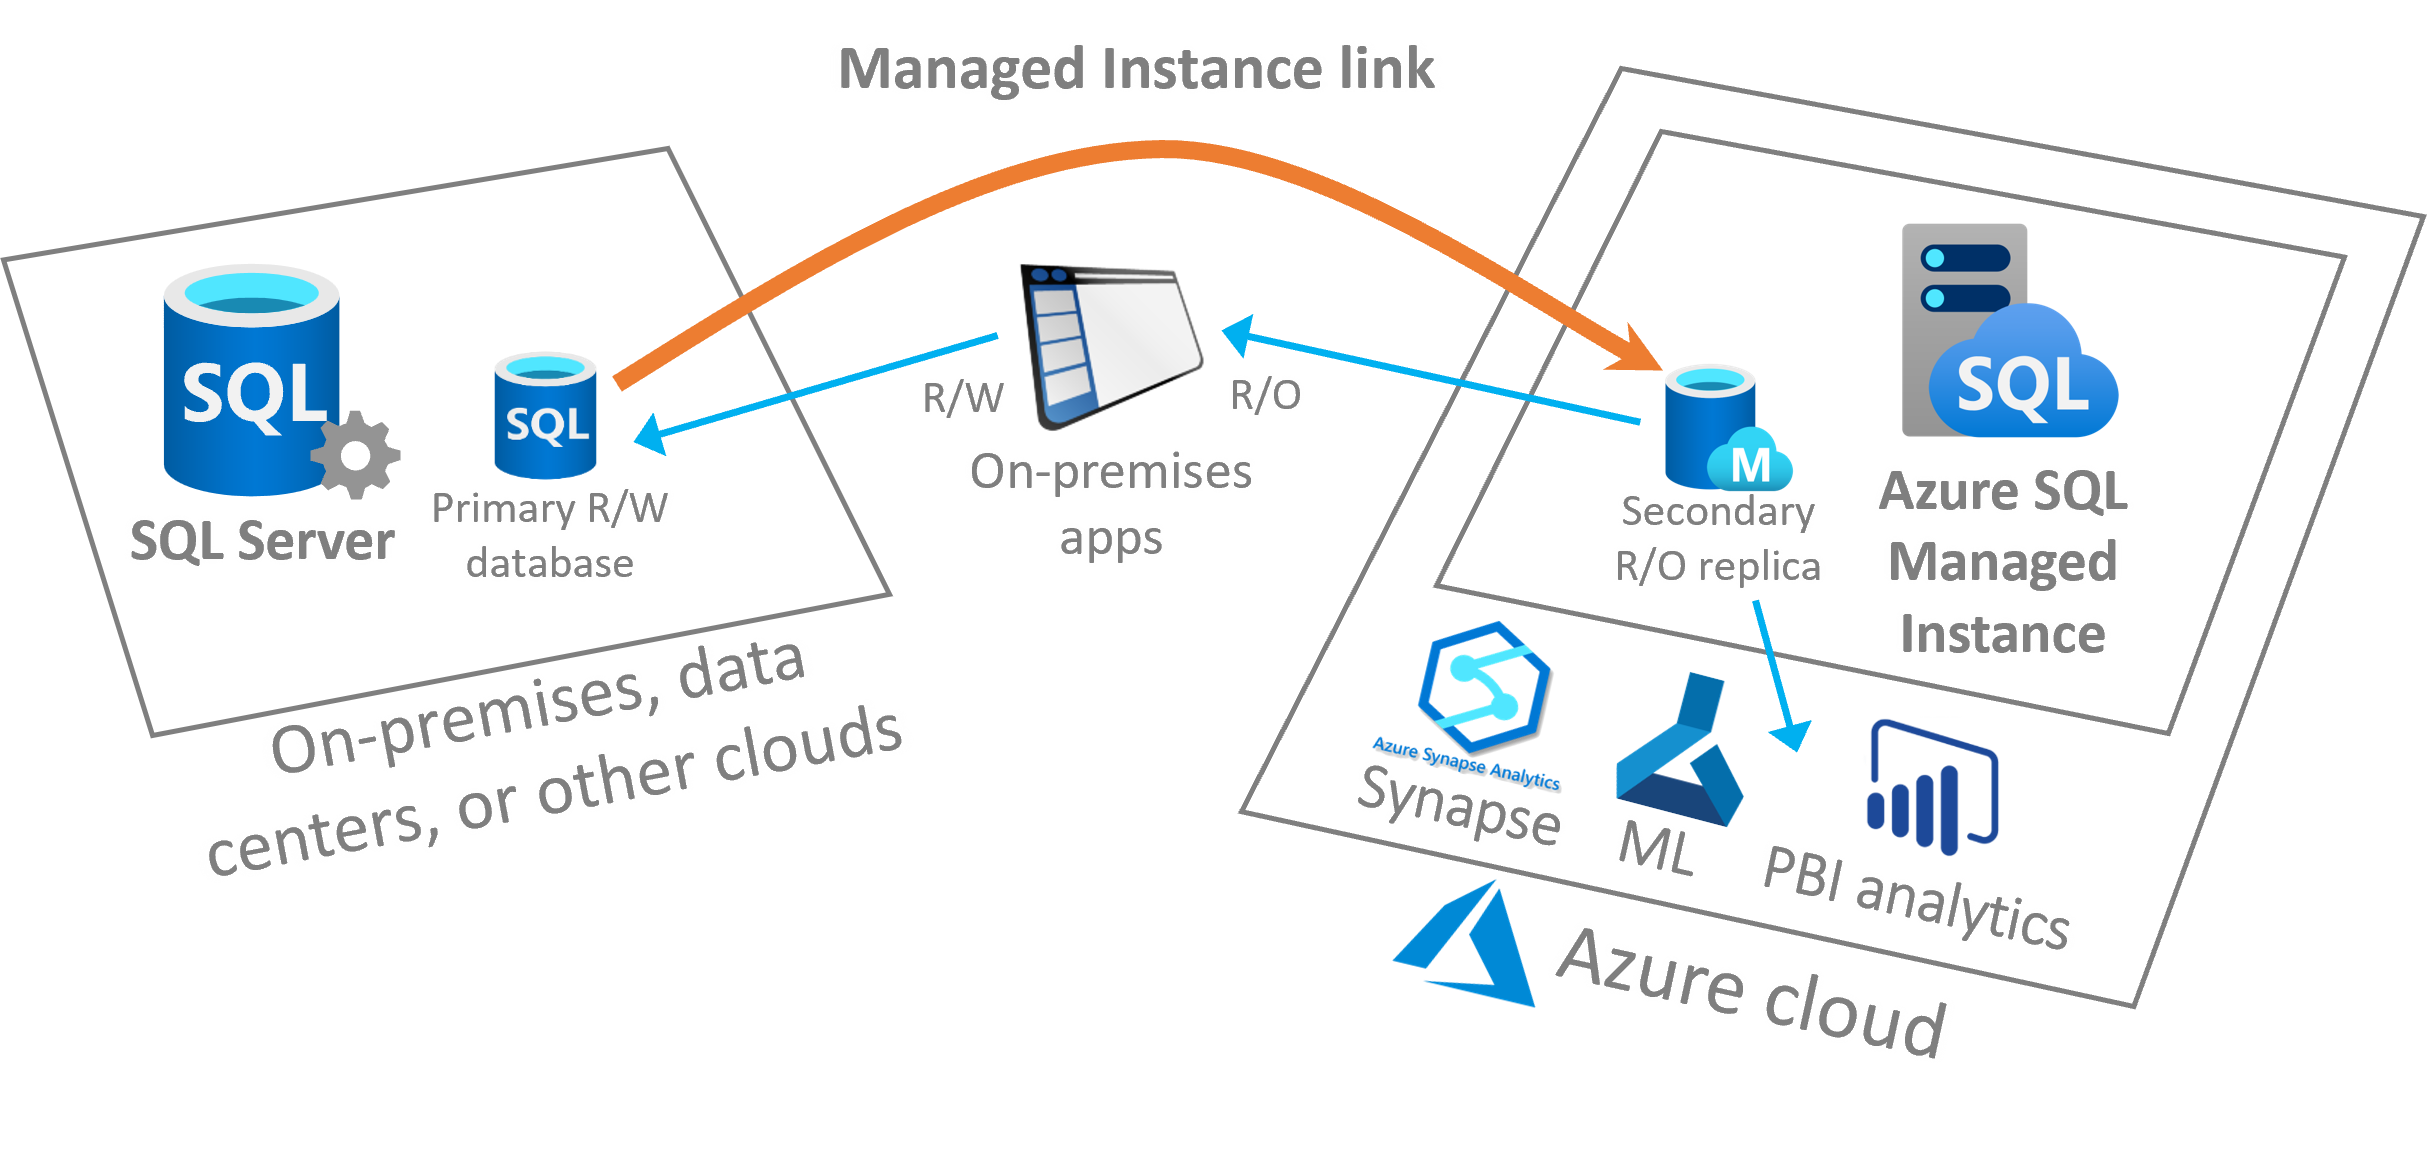 Managed Instance link
SQL
SQL Server
SQL
Primary R/W
database
On-premises, data
centers, or other clouds
R/W
R/O
On-premises
apps
M
Secondary
R/O replica
SQL
Azure SQL
Managed
Instance
Azure Synapse Analytics
Synapse
ML
PBI analytics
Azure cloud